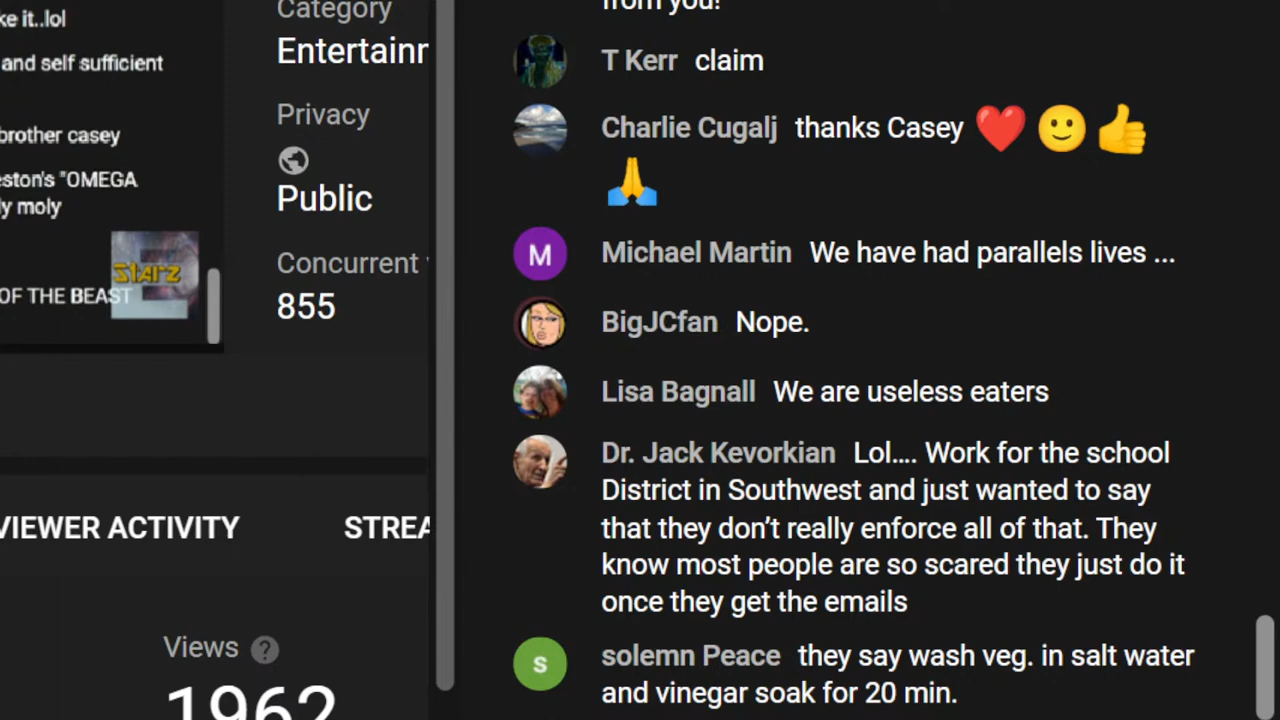 ke it..lol
and self sufficient
brother casey
eston's "OMEGA
ly moly
OF THE BEAST
Starz
Category
Entertain
Privacy
Public
Concurrent
855
VIEWER ACTIVITY
STREA
Views ?
1962
from you!
T Kerr claim
Charlie Cugalj thanks Casey ❤️🙂👍
🙏
M Michael Martin We have had parallels lives ...
BigJCfan Nope.
Lisa Bagnall We are useless eaters
Dr. Jack Kevorkian Lol.... Work for the school
District in Southwest and just wanted to say
that they don’t really enforce all of that. They
know most people are so scared they just do it
once they get the emails
s solemn Peace they say wash veg. in salt water
and vinegar soak for 20 min.